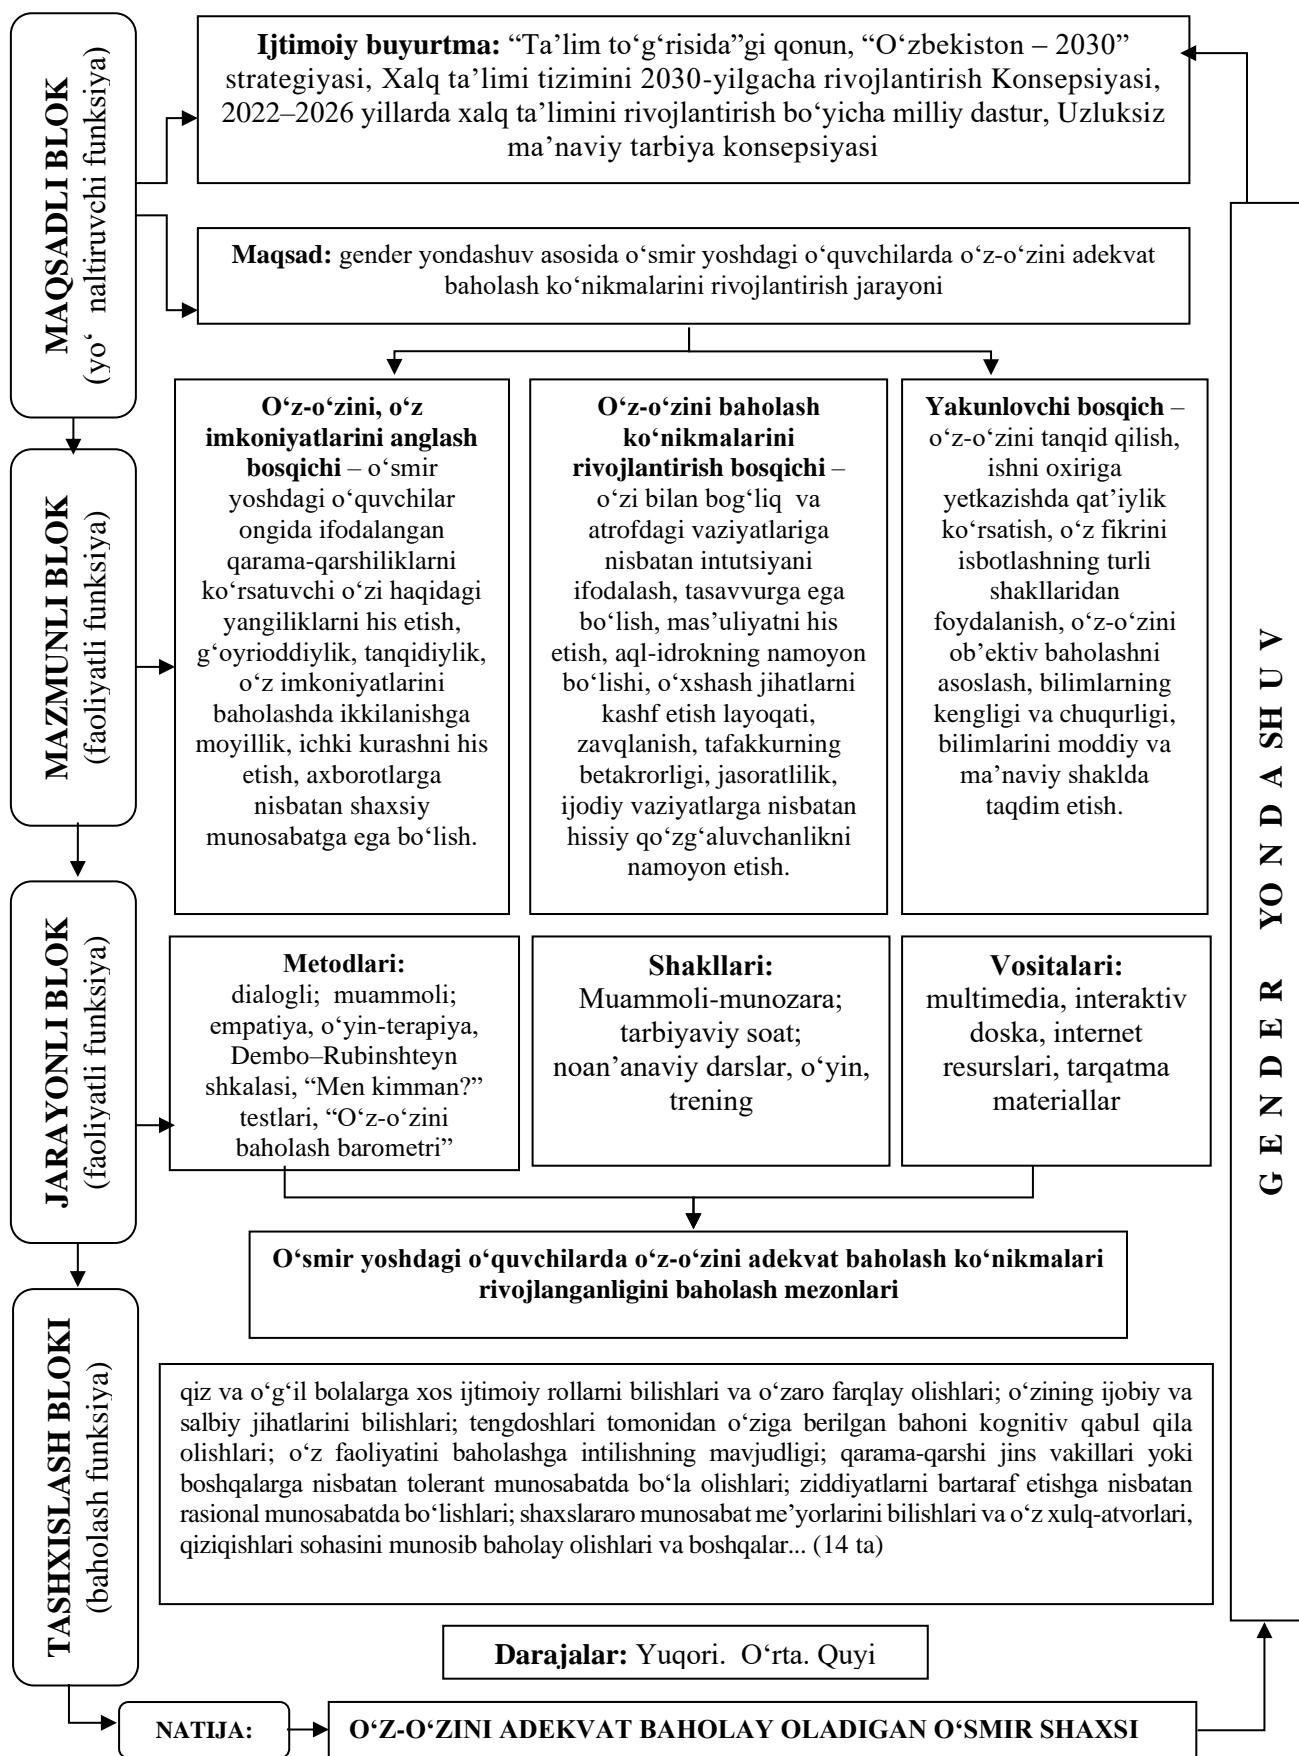 MAQSADLI BLOK
(yo‘ naltiruvchi funksiya)
Ijtimoiy buyurtma: “Ta’lim to‘g‘risida”gi qonun, “O‘zbekiston – 2030”
strategiyasi, Xalq ta’limi tizimini 2030-yilgacha rivojlantirish Konsepsiyasi,
2022–2026 yillarda xalq ta’limini rivojlantirish bo‘yicha milliy dastur, Uzluksiz
ma’naviy tarbiya konsepsiyasi
Maqsad: gender yondashuv asosida o‘smir yoshdagi o‘quvchilarda o‘z-o‘zini adekvat
baholash ko‘nikmalarini rivojlantirish jarayoni
MAZMUNLI BLOK
(faoliyatli funksiya)
O‘z-o‘zini, o‘z
imkoniyatlarini anglash
bosqichi – o‘smir
yoshdagi o‘quvchilar
ongida ifodalangan
qarama-qarshiliklarni
ko‘rsatuvchi o‘zi haqidagi
yangiliklarni his etish,
g‘oyrioddiylik, tanqidiylik,
o‘z imkoniyatlarini
baholashda ikkilanishga
moyillik, ichki kurashni his
etish, axborotlarga
nisbatan shaxsiy
munosabatga ega bo‘lish.
O‘z-o‘zini baholash
ko‘nikmalarini
rivojlantirish bosqichi –
o‘zi bilan bog‘liq va
atrofdagi vaziyatlariga
nisbatan intutsiyani
ifodalash, tasavvurga ega
bo‘lish, mas’uliyatni his
etish, aql-idrokning namoyon
bo‘lishi, o‘xshash jihatlarni
kashf etish layoqati,
zavqlanish, tafakkurning
betakrorligi, jasoratlilik,
ijodiy vaziyatlarga nisbatan
hissiy qo‘zg‘aluvchanlikni
namoyon etish.
Yakunlovchi bosqich –
o‘z-o‘zini tanqid qilish,
ishni oxiriga
yetkazishda qat’iylik
ko‘rsatish, o‘z fikrini
isbotlashning turli
shakllaridan
foydalanish, o‘z-o‘zini
ob’ektiv baholashni
asoslash, bilimlarning
kengligi va chuqurligi,
bilimlarini moddiy va
ma’naviy shaklda
taqdim etish.
JARAYONLI BLOK
(faoliyatli funksiya)
Metodlari:
dialogli; muammoli;
empatiya, o‘yin-terapiya,
Dembo–Rubinshteyn
shkalasi, “Men kimman?”
testlari, “O‘z-o‘zini
baholash barometri”
Shakllari:
Muammoli-munozara;
tarbiyaviy soat;
noan’anaviy darslar, o‘yin,
trening
Vositalari:
multimedia, interaktiv
doska, internet
resurslari, tarqatma
materiallar
O‘smir yoshdagi o‘quvchilarda o‘z-o‘zini adekvat baholash ko‘nikmalari
rivojlanganligini baholash mezonlari
TASHXISLASH BLOKI
(baholash funksiya)
qiz va o‘g‘il bolalarga xos ijtimoiy rollarni bilishlari va o‘zaro farqlay olishlari; o‘zining ijobiy va
salbiy jihatlarini bilishlari; tengdoshlari tomonidan o‘ziga berilgan bahoni kognitiv qabul qila
olishlari; o‘z faoliyatini baholashga intilishning mavjudligi; qarama-qarshi jins vakillari yoki
boshqalarga nisbatan tolerant munosabatda bo‘la olishlari; ziddiyatlarni bartaraf etishga nisbatan
rasional munosabatda bo‘lishlari; shaxslararo munosabat me’yorlarini bilishlari va o‘z xulq-atvorlari,
qiziqishlari sohasini munosib baholay olishlari va boshqalar... (14 ta)
Darajalar: Yuqori. O‘rta. Quyi
NATIJA:
O‘Z-O‘ZINI ADEKVAT BAHOLAY OLADIGAN O‘SMIR SHAXSI
GENDER YONDASHUV